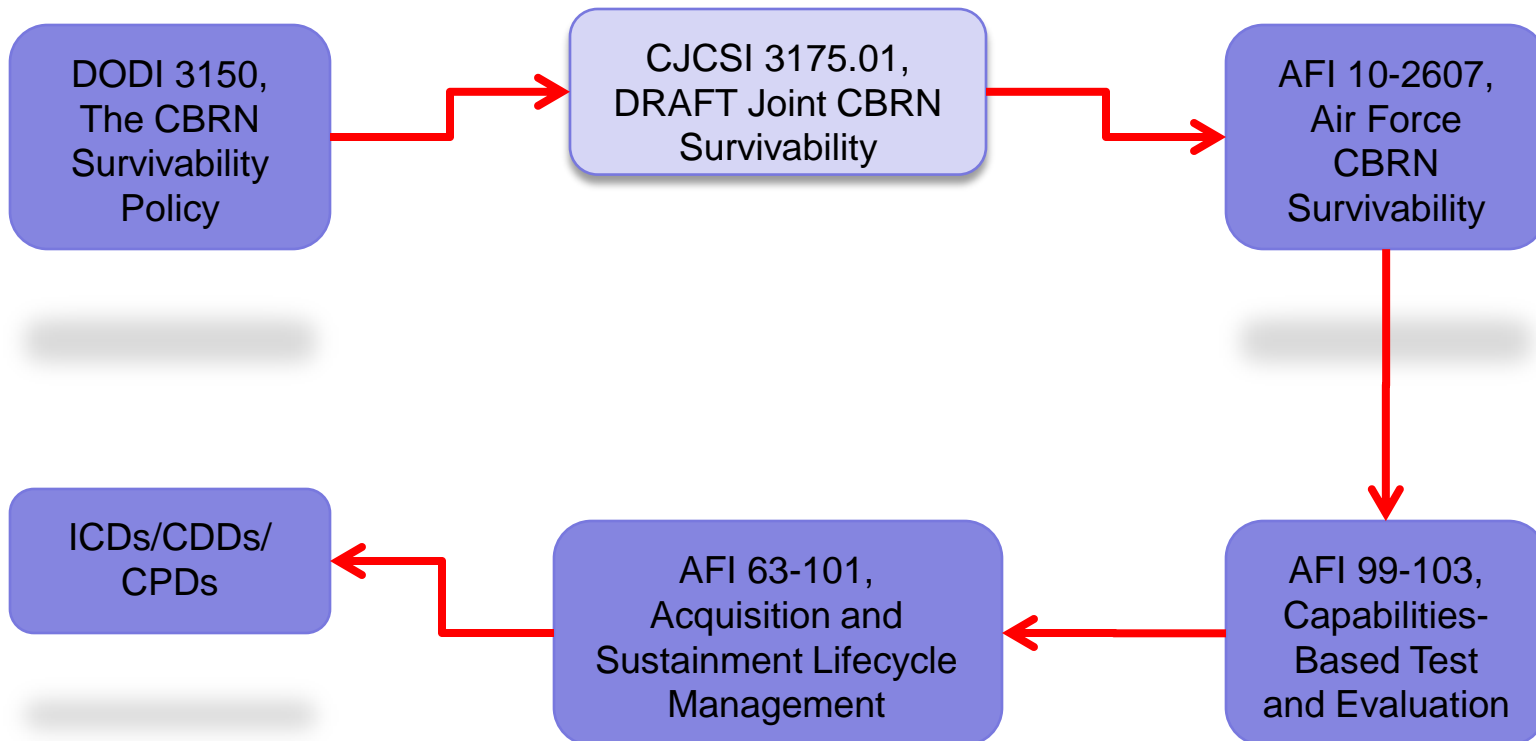 DODI 3150,
The CBRN
Survivability
Policy
CJCSI 3175.01,
DRAFT Joint CBRN
Survivability
AFI 10-2607,
Air Force
CBRN
Survivability
ICDs/CDDs/
CPDs
AFI 63-101,
Acquisition and
Sustainment Lifecycle
Management
AFI 99-103,
Capabilities-
Based Test
and Evaluation